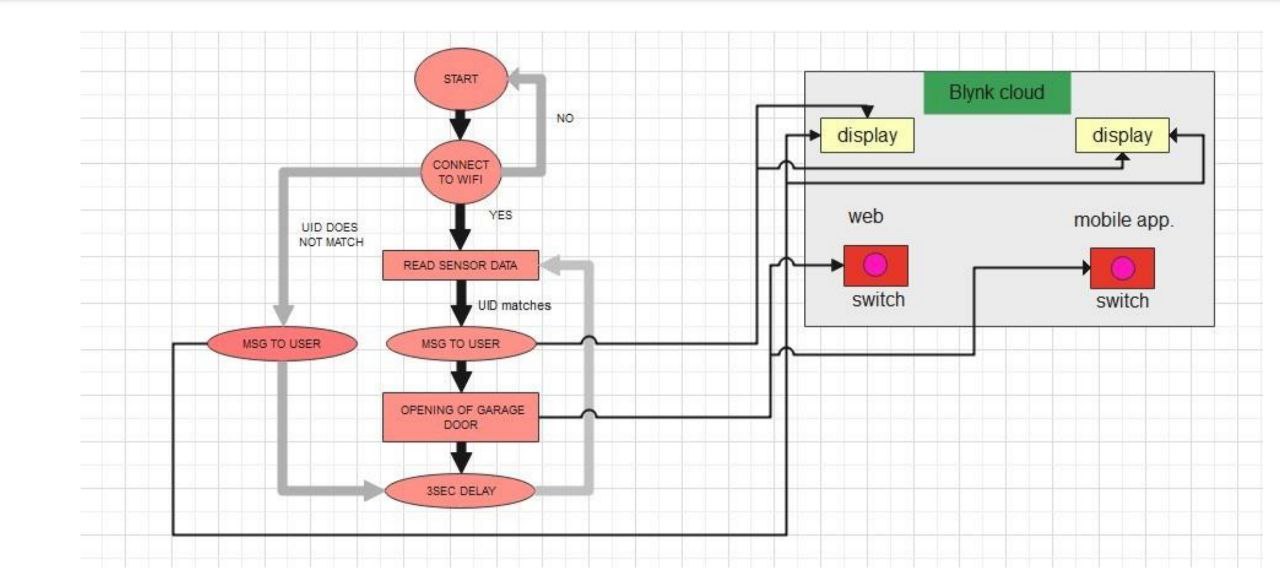 START
NO
CONNECT
TO WIFI
YES
UID DOES
NOT MATCH
READ SENSOR DATA
UID matches
MSG TO USER
MSG TO USER
OPENING OF GARAGE
DOOR
3SEC DELAY
Blynk cloud
display
display
web
mobile app.
switch
switch